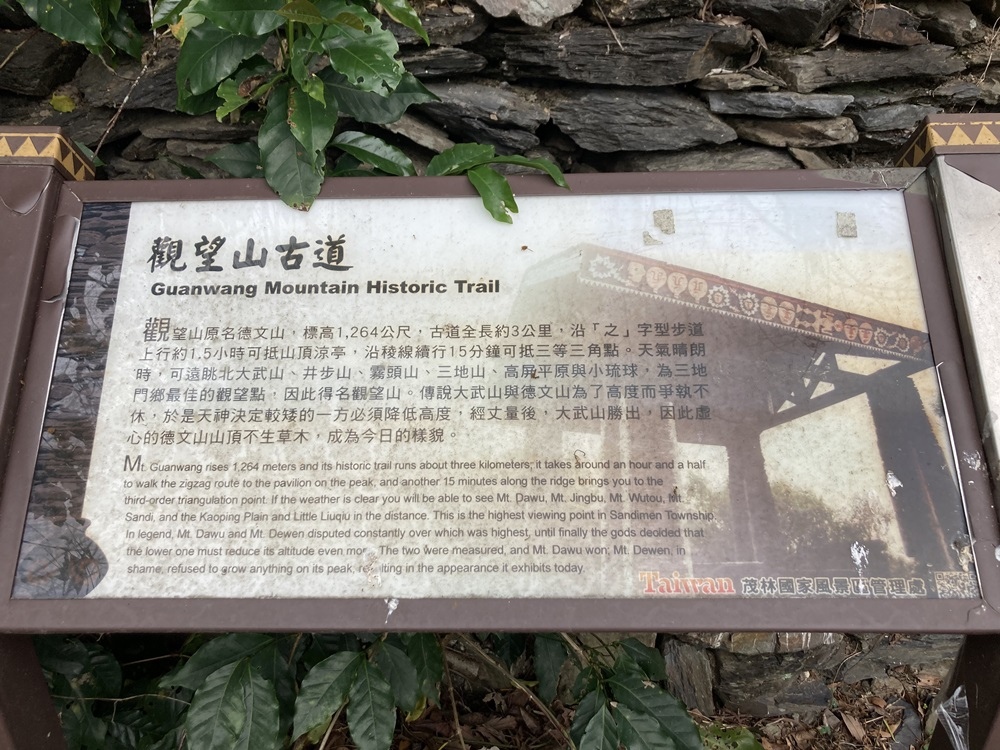 觀望山古道
Guanwang Mountain Historic Trail
觀望山原名德文山，標高1,264公尺，古道全長約3公里，沿「之」字型步道
上行約1.5小時可抵山頂涼亭，沿稜線續行15分鐘可抵三等三角點。天氣晴朗
時，可遠眺北大武山、井步山、霧頭山、三地山、高屏平原與小琉球，為三地
門鄉最佳的觀望點，因此得名觀望山。傳說大武山與德文山為了高度而爭執不
休，於是天神決定較矮的一方必須降低高度，經丈量後，大武山勝出，因此虛
心的德文山山頂不生草木，成為今日的樣貌。
Mt. Guanwang rises 1,264 meters and its historic trail runs about three kilometers; it takes around an hour and a half
to walk the zigzag route to the pavilion on the peak, and another 15 minutes along the ridge brings you to the
third-order triangulation point. If the weather is clear you will be able to see Mt. Dawu, Mt. Jingbu, Mt. Wutou, Mt.
Sandi, and the Kaoping Plain and Little Liuqiu in the distance. This is the highest viewing point in Sandimen Township.
In legend, Mt. Dawu and Mt. Dewen disputed constantly over which was highest, until finally the gods decided that
the lower one must reduce its altitude even The two were measured, and Mt. Dawu won; Mt. Dewen, in
shame, refused to grow anything on its peak, in the appearance it exhibits today.
Taiwan 茂林國家風景區管理處